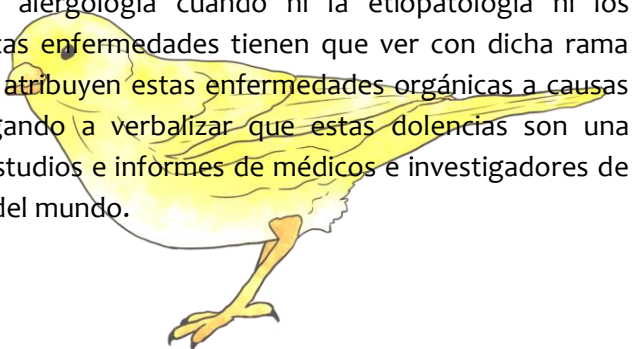 alergología cuando ni la etiopatología ni los
tas enfermedades tienen que ver con dicha rama
atribuyen estas enfermedades orgánicas a causas
gando a verbalizar que estas dolencias son una
studios e informes de médicos e investigadores de
del mundo.